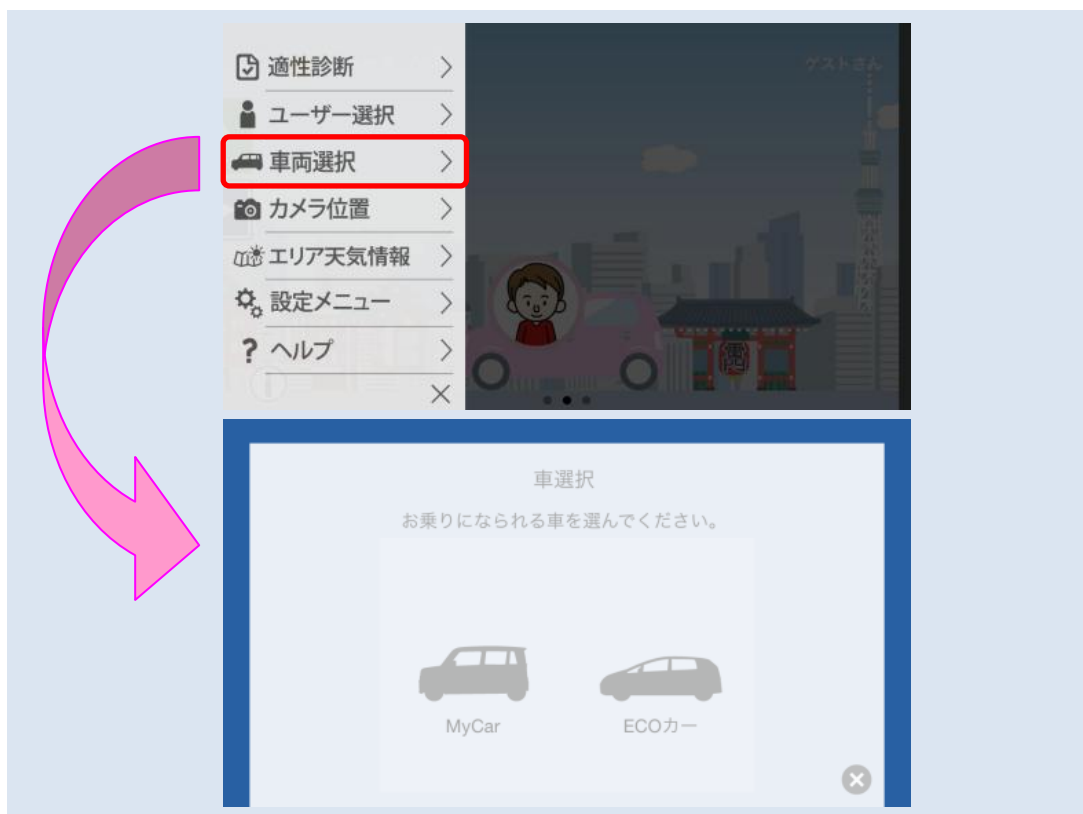 適性診断
ユーザー選択
車両選択
カメラ位置
エリア天気情報
設定メニュー
? ヘルプ
ゲストさん
雷
車選択
お乗りになられる車を選んでください。
MyCar
ECOカー